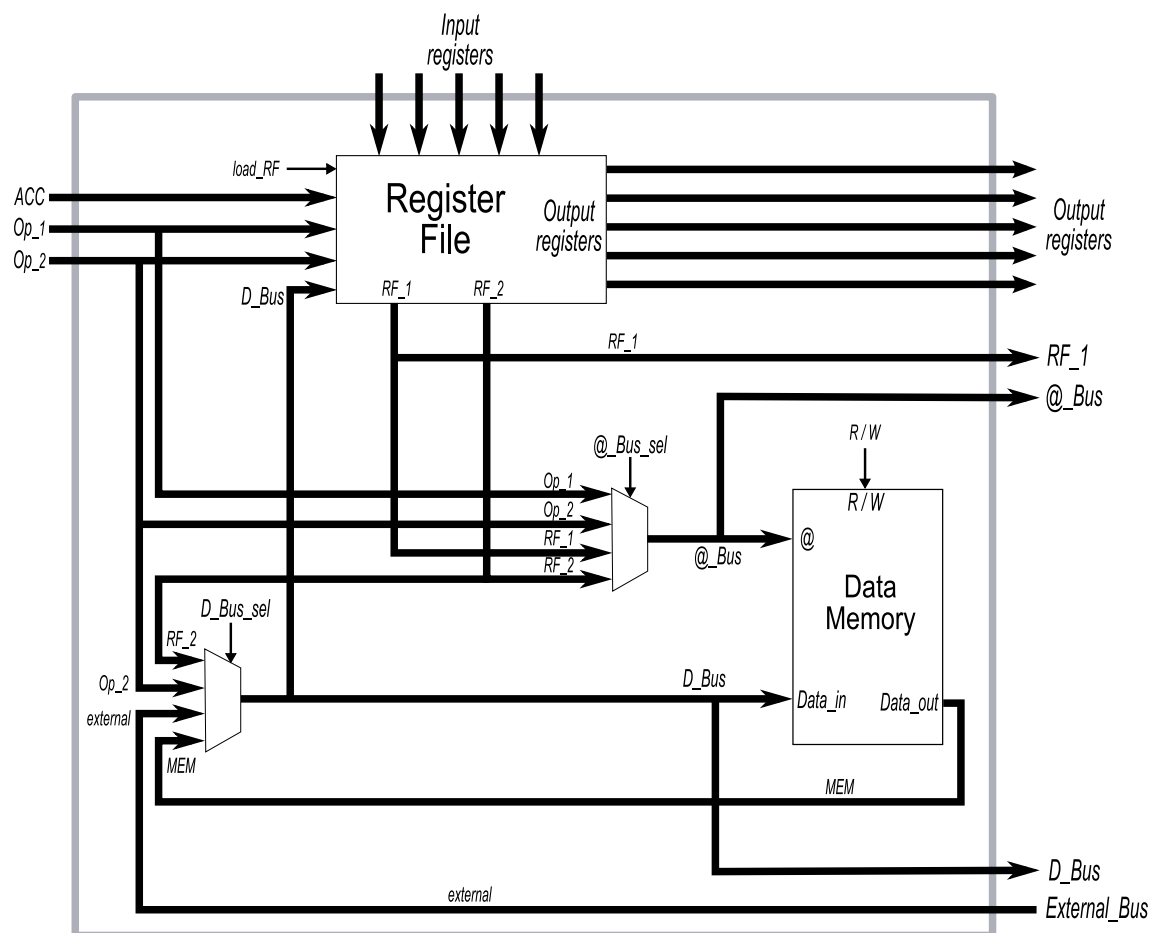 Input
registers
load_RF
ACC
Op_1
Op_2
D_Bus
Register
File
Output
registers
RF_1
RF_2
Output
registers
RF_1
RF_1
@_Bus
@_Bus_sel
R / W
R / W
Op_1
Op_2
RF_1
RF_2
@_Bus
@
Data
Memory
Data_in
Data_out
D_Bus_sel
RF_2
Op_2
external
MEM
D_Bus
MEM
D_Bus
external
External_Bus